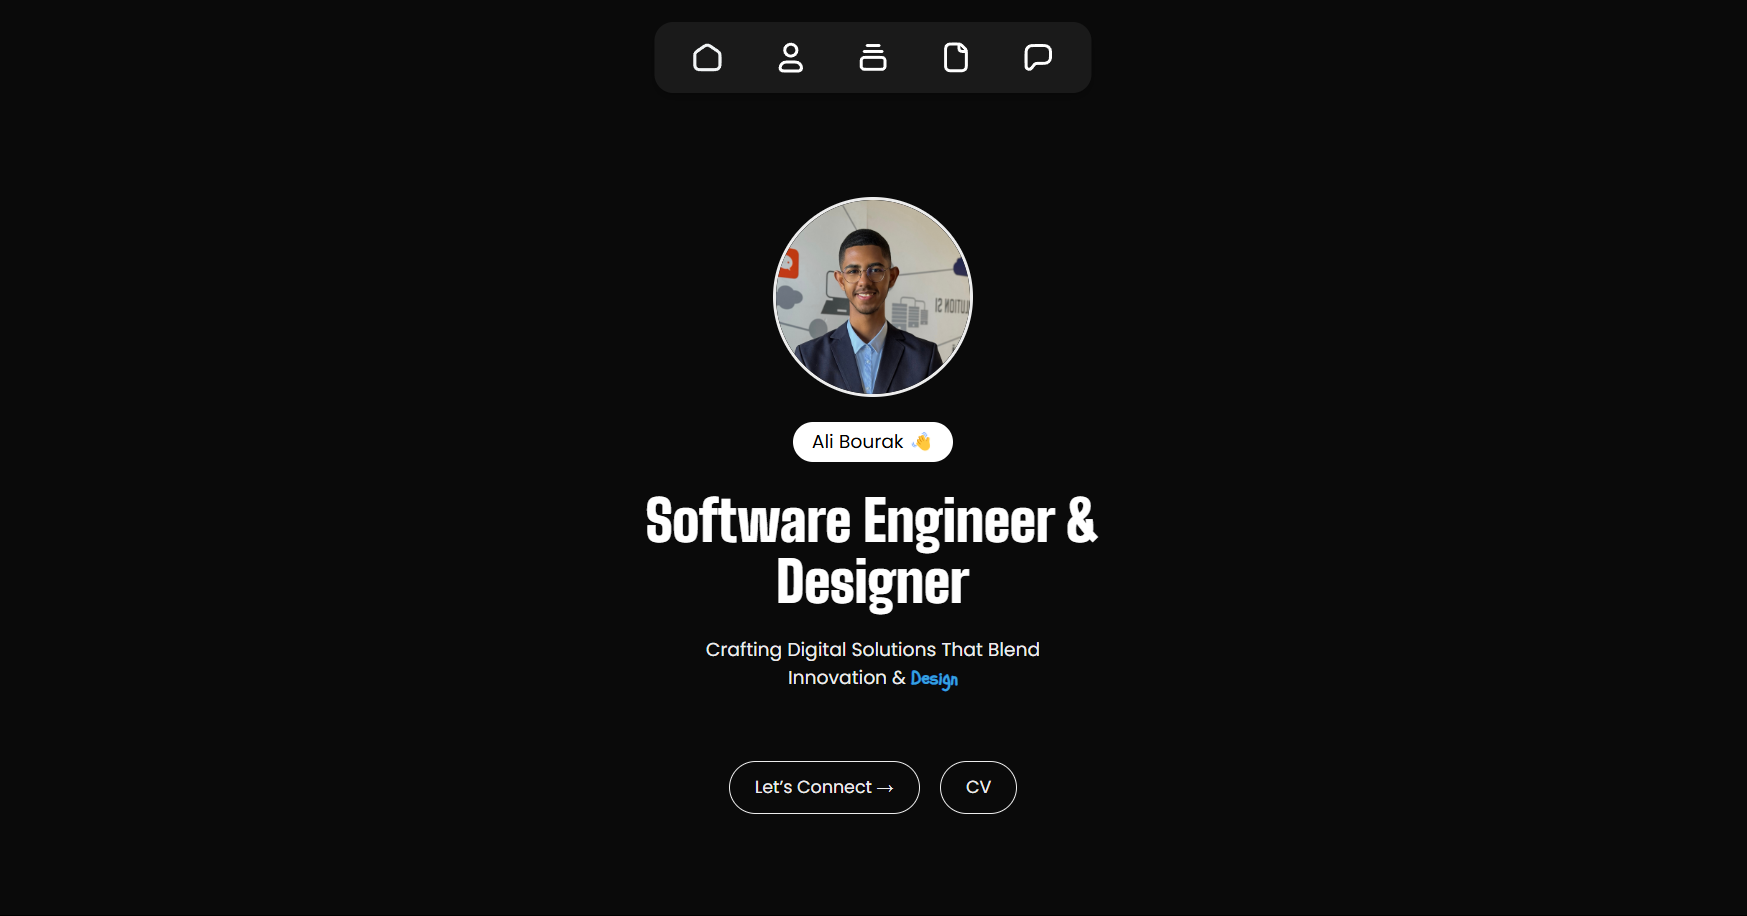 Ali Bourak 👋
Software Engineer &
Designer
Crafting Digital Solutions That Blend
Innovation & Design
Let's Connect →
CV